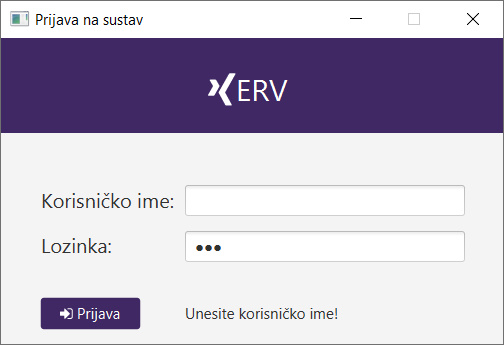 Prijava na sustav
ERV
Korisničko ime:
Lozinka:
Prijava
Unesite korisničko ime!